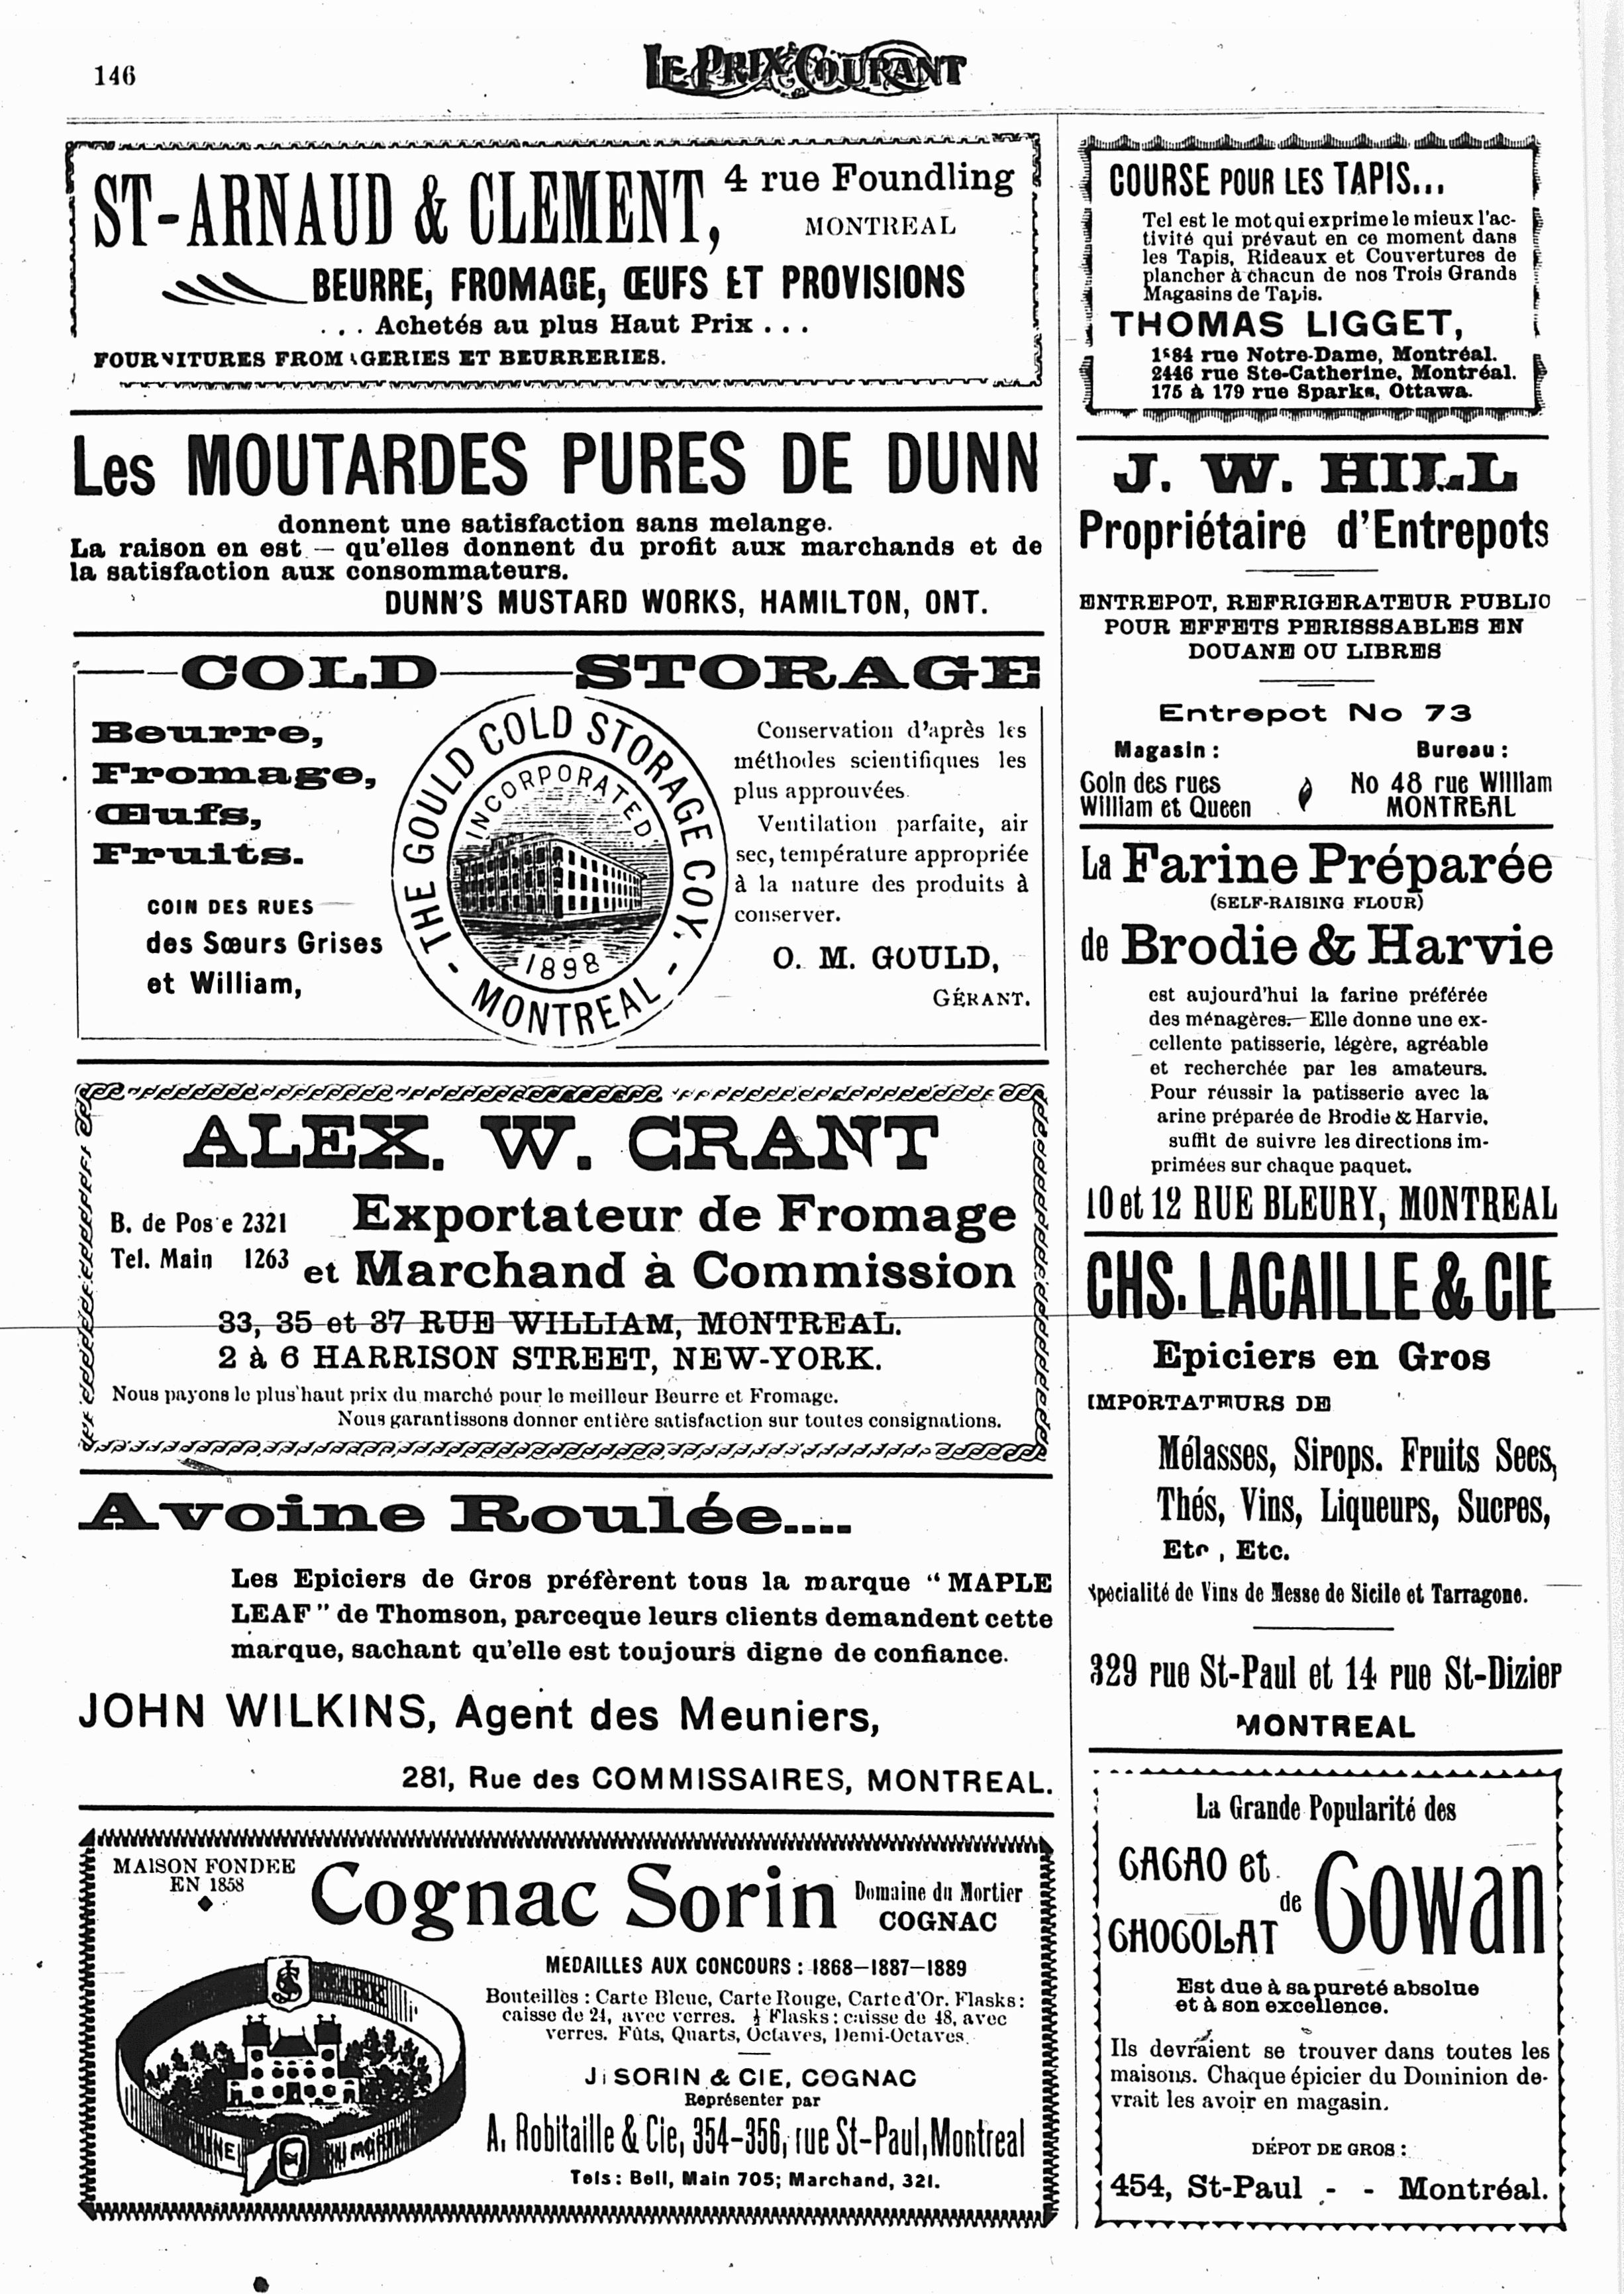 146
LE PRIX COURANT
ST-ARNAUD & CLEMENT,
4 rue Foundling
MONTREAL
BEURRE, FROMAGE, ŒUFS ET PROVISIONS
. . . Achetés au plus Haut Prix . . .
FOURNITURES FROMAGERIES ET BEURRERIES.
Les MOUTARDES PURES DE DUNN
donnent une satisfaction sans melange.
La raison en est — qu'elles donnent du profit aux marchands et de
la satisfaction aux consommateurs.
DUNN'S MUSTARD WORKS, HAMILTON, ONT.
COLD STORAGE
Beurre,
Fromage,
Œufs,
Fruits.
COIN DES RUES
des Sœurs Grises
et William,
THE GOULD COLD STORAGE COY.
INCORPORATED
1898
- MONTREAL -
Conservation d'après les
méthodes scientifiques les
plus approuvées.
Ventilation parfaite, air
sec, température appropriée
à la nature des produits à
conserver.
O. M. GOULD,
GÉRANT.
ALEX. W. GRANT
B. de Poste 2321
Tel. Main 1263
Exportateur de Fromage
et Marchand à Commission
33, 35 et 37 RUE WILLIAM, MONTREAL.
2 à 6 HARRISON STREET, NEW-YORK.
Nous payons le plus haut prix du marché pour le meilleur Beurre et Fromage.
Nous garantissons donner entière satisfaction sur toutes consignations.
Avoine Roulée....
Les Epiciers de Gros préfèrent tous la marque "MAPLE
LEAF" de Thomson, parceque leurs clients demandent cette
marque, sachant qu'elle est toujours digne de confiance.
JOHN WILKINS, Agent des Meuniers,
281, Rue des COMMISSAIRES, MONTREAL.
MAISON FONDEE
EN 1858
Cognac Sorin
Domaine du Mortier
COGNAC
MEDAILLES AUX CONCOURS : 1868—1887—1889
Bouteilles : Carte Bleue, Carte Rouge, Carte d'Or. Flasks :
caisse de 24, avec verres. ½ Flasks : caisse de 48, avec
verres. Fûts, Quarts, Octaves, Demi-Octaves.
J. SORIN & CIE, COGNAC
Représenter par
A. Robitaille & Cie, 354-356, rue St-Paul, Montreal
Tels : Bell, Main 705; Marchand, 321.
COURSE POUR LES TAPIS...
Tel est le mot qui exprime le mieux l'ac-
tivité qui prévaut en ce moment dans
les Tapis, Rideaux et Couvertures de
plancher à chacun de nos Trois Grands
Magasins de Tapis.
THOMAS LIGGET,
1884 rue Notre-Dame, Montréal.
2446 rue Ste-Catherine, Montréal.
175 à 179 rue Sparks, Ottawa.
J. W. HILL
Propriétaire d'Entrepots
ENTREPOT, REFRIGERATEUR PUBLIC
POUR EFFETS PERISSSABLES EN
DOUANE OU LIBRES
Entrepot No 73
Magasin :
Coin des rues
William et Queen
Bureau :
No 48 rue William
MONTREAL
La Farine Préparée
(SELF-RAISING FLOUR)
de Brodie & Harvie
est aujourd'hui la farine préférée
des ménagères. Elle donne une ex-
cellente patisserie, légère, agréable
et recherchée par les amateurs.
Pour réussir la patisserie avec la
arine préparée de Brodie & Harvie,
suffit de suivre les directions im-
primées sur chaque paquet.
10 et 12 RUE BLEURY, MONTREAL
CHS. LACAILLE & CIE
Epiciers en Gros
IMPORTATEURS DE
Mélasses, Sirops. Fruits Secs,
Thés, Vins, Liqueurs, Sucres,
Etc , Etc.
Spécialité de Vins de Messe de Sicile et Tarragone.
329 rue St-Paul et 14 rue St-Dizier
MONTREAL
La Grande Popularité des
CACAO et
CHOCOLAT
de
Gowan
Est due à sa pureté absolue
et à son excellence.
Ils devraient se trouver dans toutes les
maisons. Chaque épicier du Dominion de-
vrait les avoir en magasin.
DÉPOT DE GROS :
454, St-Paul - - Montréal.